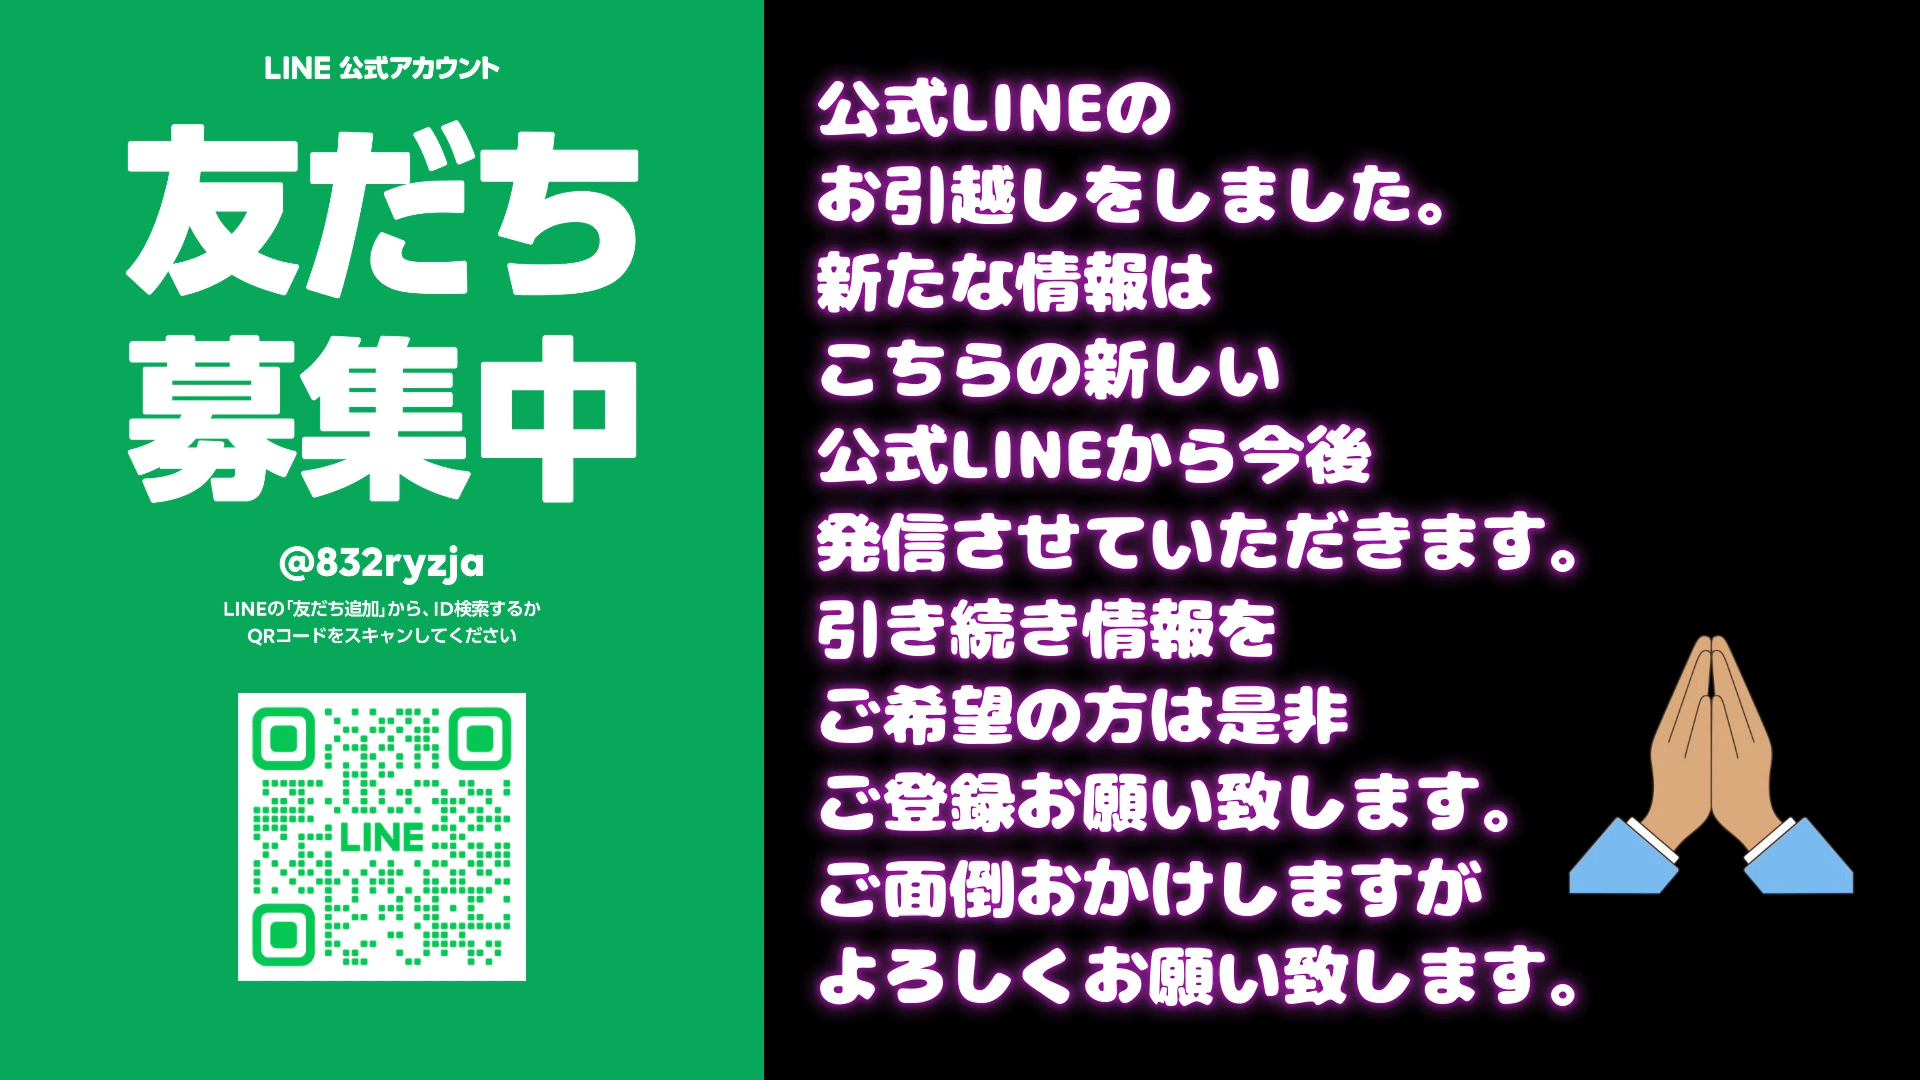 LINE 公式アカウント
友だち
募集中
@832ryzja
LINEの「友だち追加」から、ID検索するか
QRコードをスキャンしてください
LINE
公式LINEの
お引越しをしました。
新たな情報は
こちらの新しい
公式LINEから今後
発信させていただきます。
引き続き情報を
ご希望の方は是非
ご登録お願い致します。
ご面倒おかけしますが
よろしくお願い致します。